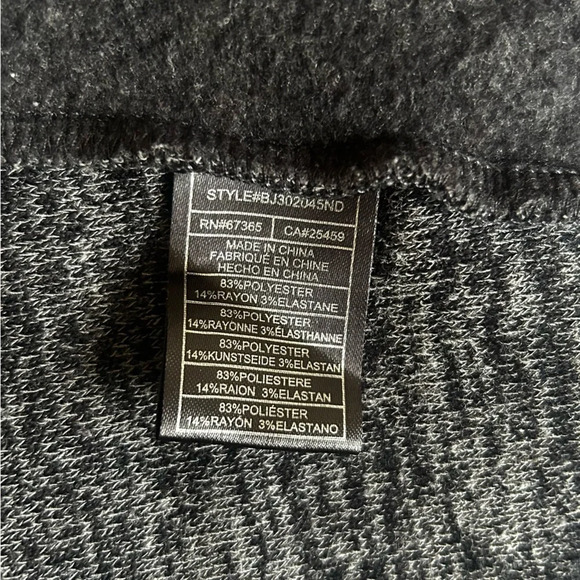 STYLE#BJ302045ND
RN#67365 CA#25459
MADE IN CHINA
FABRIQUÉ EN CHINE
HECHO EN CHINA
83%POLYESTER
14%RAYON 3%ELASTANE
83%POLYESTER
14%RAYONNE 3%ÉLASTHANNE
83%POLYESTER
14%KUNSTSEIDE 3%ELASTAN
83%POLIESTERE
14%RAION 3%ELASTAN
83%POLIÉSTER
14%RAYÓN 3%ELASTANO